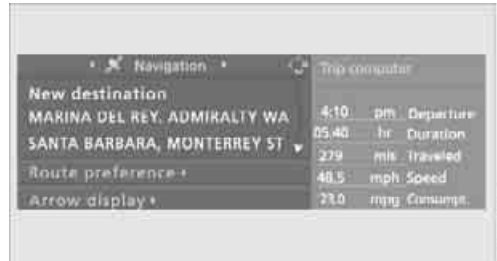 Navigation
New destination
MARINA DEL REY, ADMIRALTY WA
SANTA BARBARA, MONTERREY ST
Route preference
Arrow display
Trip computer
4:10 pm Departure
05.40 hr Duration
279 mls Traveled
48.5 mph Speed
23.0 mpg Consumpt.